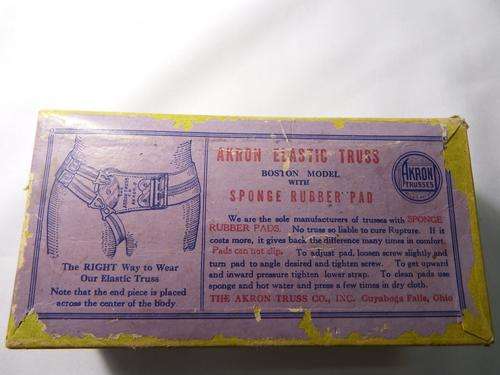 The RIGHT Way to Wear
Our Elastic Truss
Note that the end piece is placed
across the center of the body
AKRON ELASTIC TRUSS
BOSTON MODEL
WITH
SPONGE RUBBER PAD
AKRON
TRUSSES
We are the sole manufacturers of trusses with SPONGE
RUBBER PADS. No truss so liable to cure Rupture. If it
costs more, it gives back the difference many times in comfort.
Pads can not slip. To adjust pad, loosen screw slightly and
turn pad to angle desired and tighten screw. To get upward
and inward pressure tighten lower strap. To clean pads use
sponge and hot water and press a few times in dry cloth.
THE AKRON TRUSS CO., INC. Cuyahoga Falls, Ohio